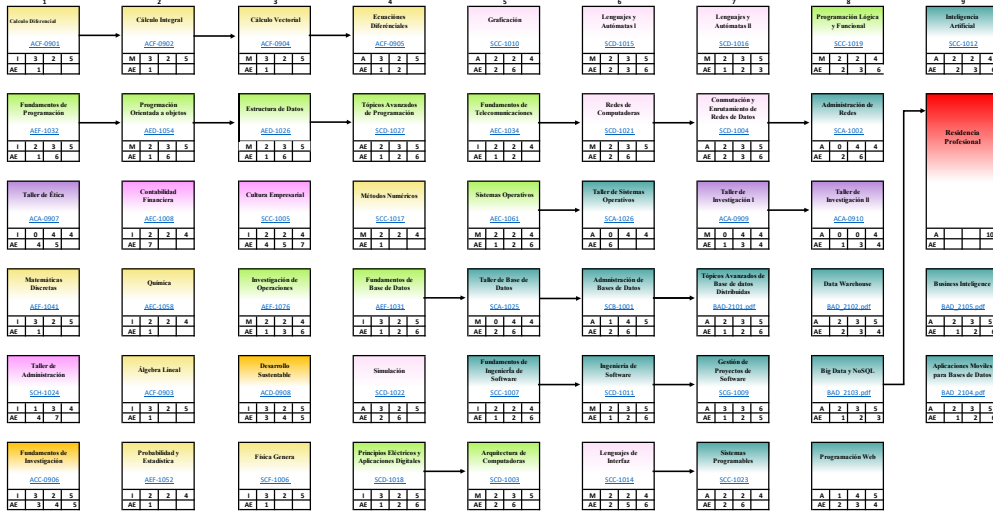 1
2
3
4
5
6
7
8
9
Calculo Diferencial
ACF-0901
I 3 2 5
AE 1
Cálculo Integral
ACF-0902
M 3 2 5
AE 1
Cálculo Vectorial
ACF-0904
M 3 2 5
AE 1
Ecuaciónes
Diferénciales
ACF-0905
A 3 2 5
AE 1 2
Graficación
SCC-1010
A 2 2 4
AE 2 6
Lenguajes y
Autómatas I
SCD-1015
M 2 3 5
AE 2 3 6
Lenguajes y
Autómatas II
SCD-1016
M 2 3 5
AE 1 2 3
Programación Lógica
y Funcional
SCC-1019
M 2 2 4
AE 2 3 6
Inteligencia
Artificial
SCC-1012
A 2 2 4
AE 2 3 6
Fundamentos de
Programación
AEF-1032
I 2 3 5
AE 1 6
Progrmación
Orientada a objetos
AED-1054
M 2 3 5
AE 1 6
Estructura de Datos
AED-1026
M 2 3 5
AE 1 6
Tópicos Avanzados
de Programación
SCD-1027
A 2 3 5
AE 1 2 6
Fundamentos de
Telecomunicaciones
AEC-1034
I 2 2 4
AE 1 2 6
Redes de
Computadoras
SCD-1021
M 2 3 5
AE 2 6
Conmutación y
Enrutamiento de
Redes de Datos
SCD-1004
A 2 3 5
AE 1 2 6
Administración de
Redes
SCA-1002
A 0 4 4
AE 2 6
Residencia
Profesional
A 10
AE
Taller de Ética
ACA-0907
I 0 4 4
AE 4 5
Contabilidad
Financiera
AEC-1008
I 2 2 4
AE 7
Cultura Empresarial
SCC-1005
I 2 2 4
AE 4 5 7
Métodos Numéricos
SCC-1017
M 2 2 4
AE 1
Sistemas Operativos
AEC-1061
M 2 2 4
AE 1 2 6
Taller de Sistemas
Operativos
SCA-1026
A 0 4 4
AE 6
Taller de
Investigación I
ACA-0909
M 0 4 4
AE 1 3 4
Taller de
Investigación II
ACA-0910
A 0 0 4
AE 1 3 4
Matemáticas
Discretas
AEF-1041
I 3 2 5
AE 1
Química
AEC-1058
I 2 2 4
AE 1
Investigación de
Operaciones
AEF-1076
M 2 2 4
AE 1 3 6
Fundamentos de
Base de Datos
AEF-1031
I 3 2 5
AE 1 2 6
Taller de Base de
Datos
SCA-1025
M 0 4 4
AE 2 6
Administración de
Bases de Datos
SCB-1001
A 1 4 5
AE 2 6
Tópicos Avanzados de
Base de datos
Distribuidas
BAD-2101.pdf
A 2 3 5
AE 1 2 6
Data Warehouse
BAD_2102.pdf
A 2 3 5
AE 2 3 4
Business Inteligence
BAD_2105.pdf
A 2 3 5
AE 1 2 6
Taller de
Administración
SCH-1024
I 1 3 4
AE 4 7
Álgebra Lineal
ACF-0903
I 3 2 5
AE 1
Desarrollo
Sustentable
ACD-0908
M 3 2 5
AE 3 4 5
Simulación
SCD-1022
A 3 2 5
AE 2 6
Fundamentos de
Ingeniería de
Software
SCC-1007
I 2 2 4
AE 1 2 6
Ingeniería de
Software
SCD-1011
M 2 3 5
AE 1 2 6
Gestión de
Proyectos de
Software
SCG-1009
A 3 3 6
AE 1 2 5
Big Data y NoSQL
BAD_2103.pdf
A 2 3 5
AE 1 2 3
Aplicaciones Moviles
para Bases de Datos
BAD_2104.pdf
A 2 3 5
AE 1 2 6
Fundamentos de
Investigación
ACC-0906
I 3 2 5
AE 3 4 5
Probabilidad y
Estadística
AEF-1052
I 2 2 4
AE 1
Física Genera
SCF-1006
I 3 2 5
AE 1
Principios Eléctricos y
Aplicaciones Digitales
SCD-1018
I 3 2 5
AE 1 2 6
Arquitectura de
Computadoras
SCD-1003
M 2 3 5
AE 1 2 6
Lenguajes de
Interfaz
SCC-1014
M 2 2 4
AE 2 5 6
Sistemas
Programables
SCC-1023
A 2 2 4
AE 2 6
Programación Web
A 1 4 5
AE 2 3 4